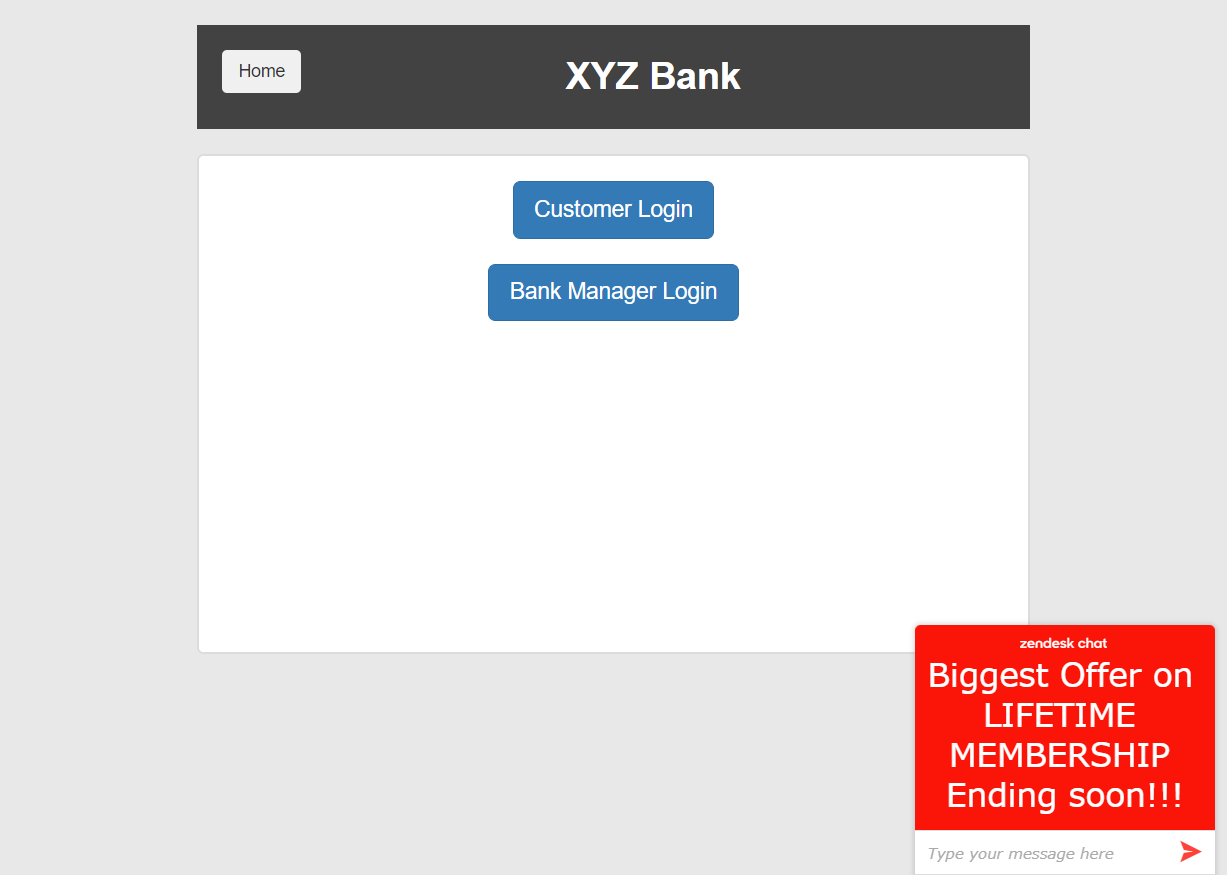 Home
XYZ Bank
Customer Login
Bank Manager Login
zendesk chat
Biggest Offer on
LIFETIME
MEMBERSHIP
Ending soon!!!
Type your message here